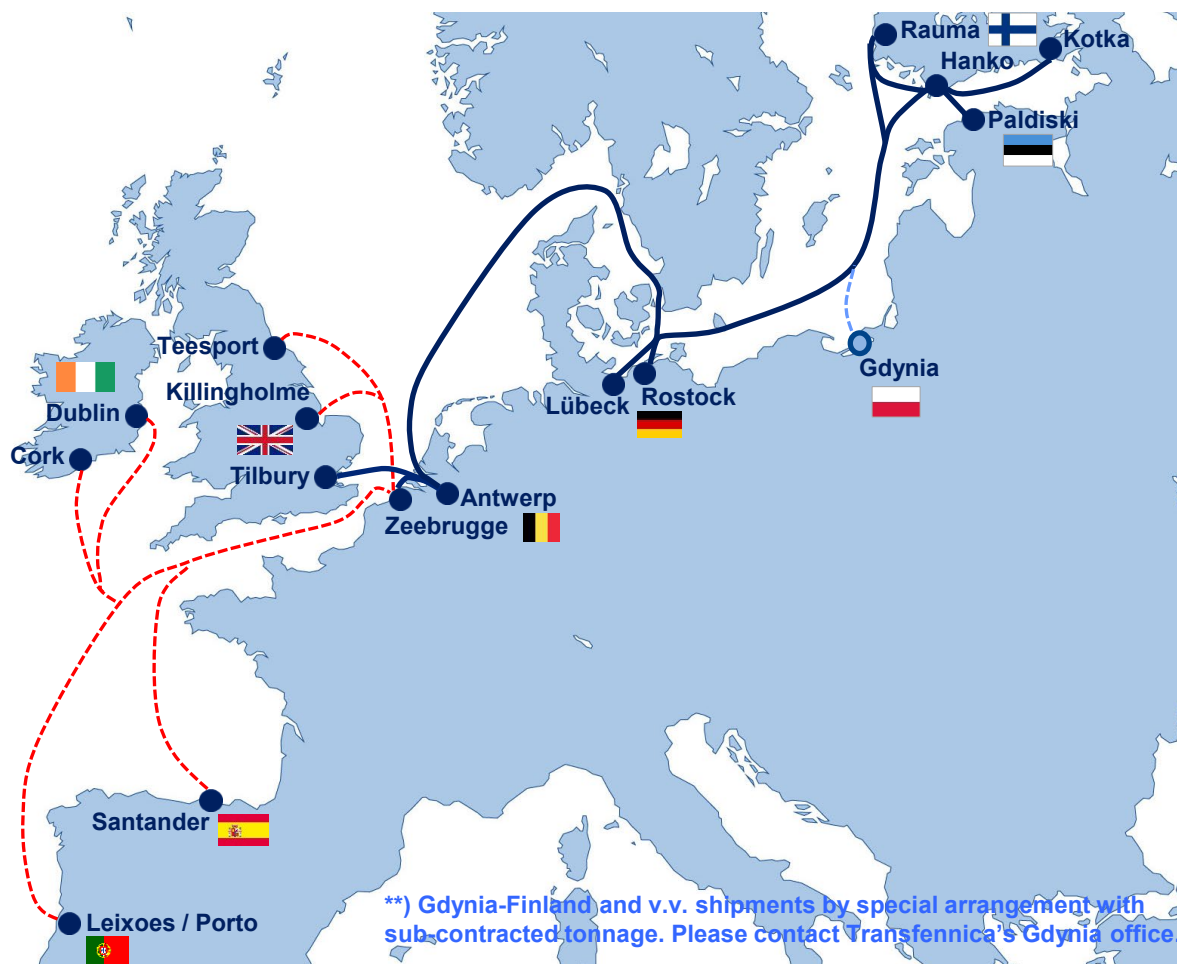 Rauma
Kotka
Hanko
Paldiski
Teesport
Killingholme
Gdynia
Dublin
Lübeck
Rostock
Córk
Tilbury
Antwerp
Zeebrugge
Santander
Leixoes / Porto
**) Gdynia-Finland and v.v. shipments by special arrangement with
sub-contracted tonnage. Please contact Transfennica's Gdynia office.